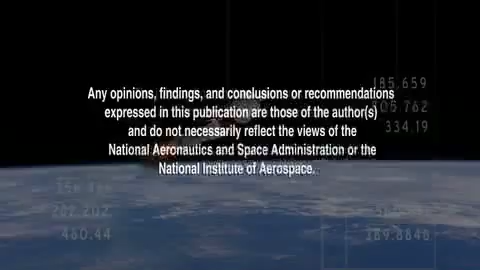 Any opinions, findings, and conclusions or recommendations
expressed in this publication are those of the author(s)
and do not necessarily reflect the views of the
National Aeronautics and Space Administration or the
National Institute of Aerospace.
334.19
202.202
460.44